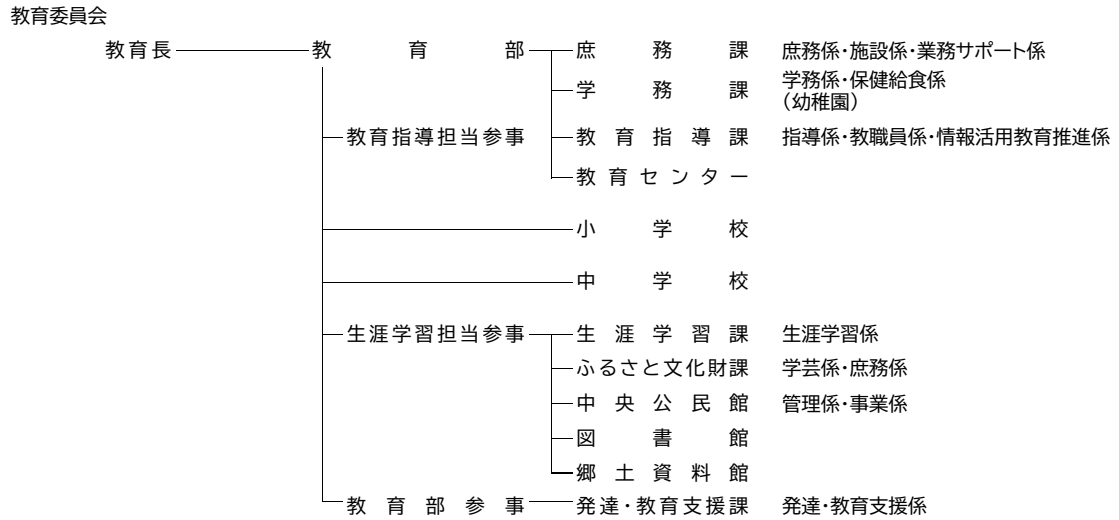 教育委員会
教育長 教育部 庶務課 庶務係・施設係・業務サポート係
学務課 学務係・保健給食係
（幼稚園）
教育指導担当参事 教育指導課 指導係・教職員係・情報活用教育推進係
教育センター
小学校
中学校
生涯学習担当参事 生涯学習課 生涯学習係
ふるさと文化財課 学芸係・庶務係
中央公民館 管理係・事業係
図書館
郷土資料館
教育部参事 発達・教育支援課 発達・教育支援係